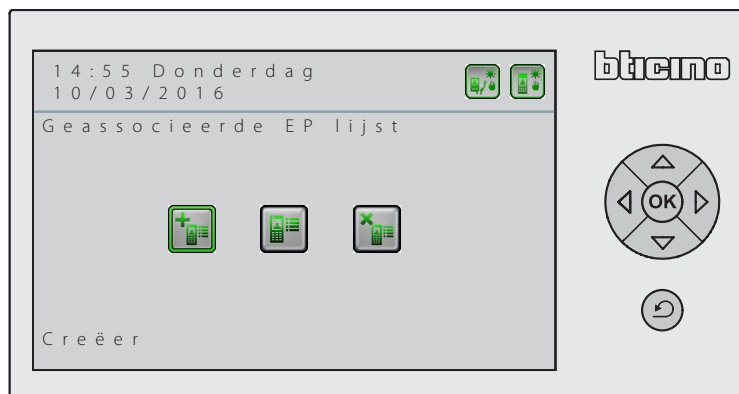 14:55 Donderdag
10/03/2016
bticino
Geassocieerde EP lijst
OK
Creëer